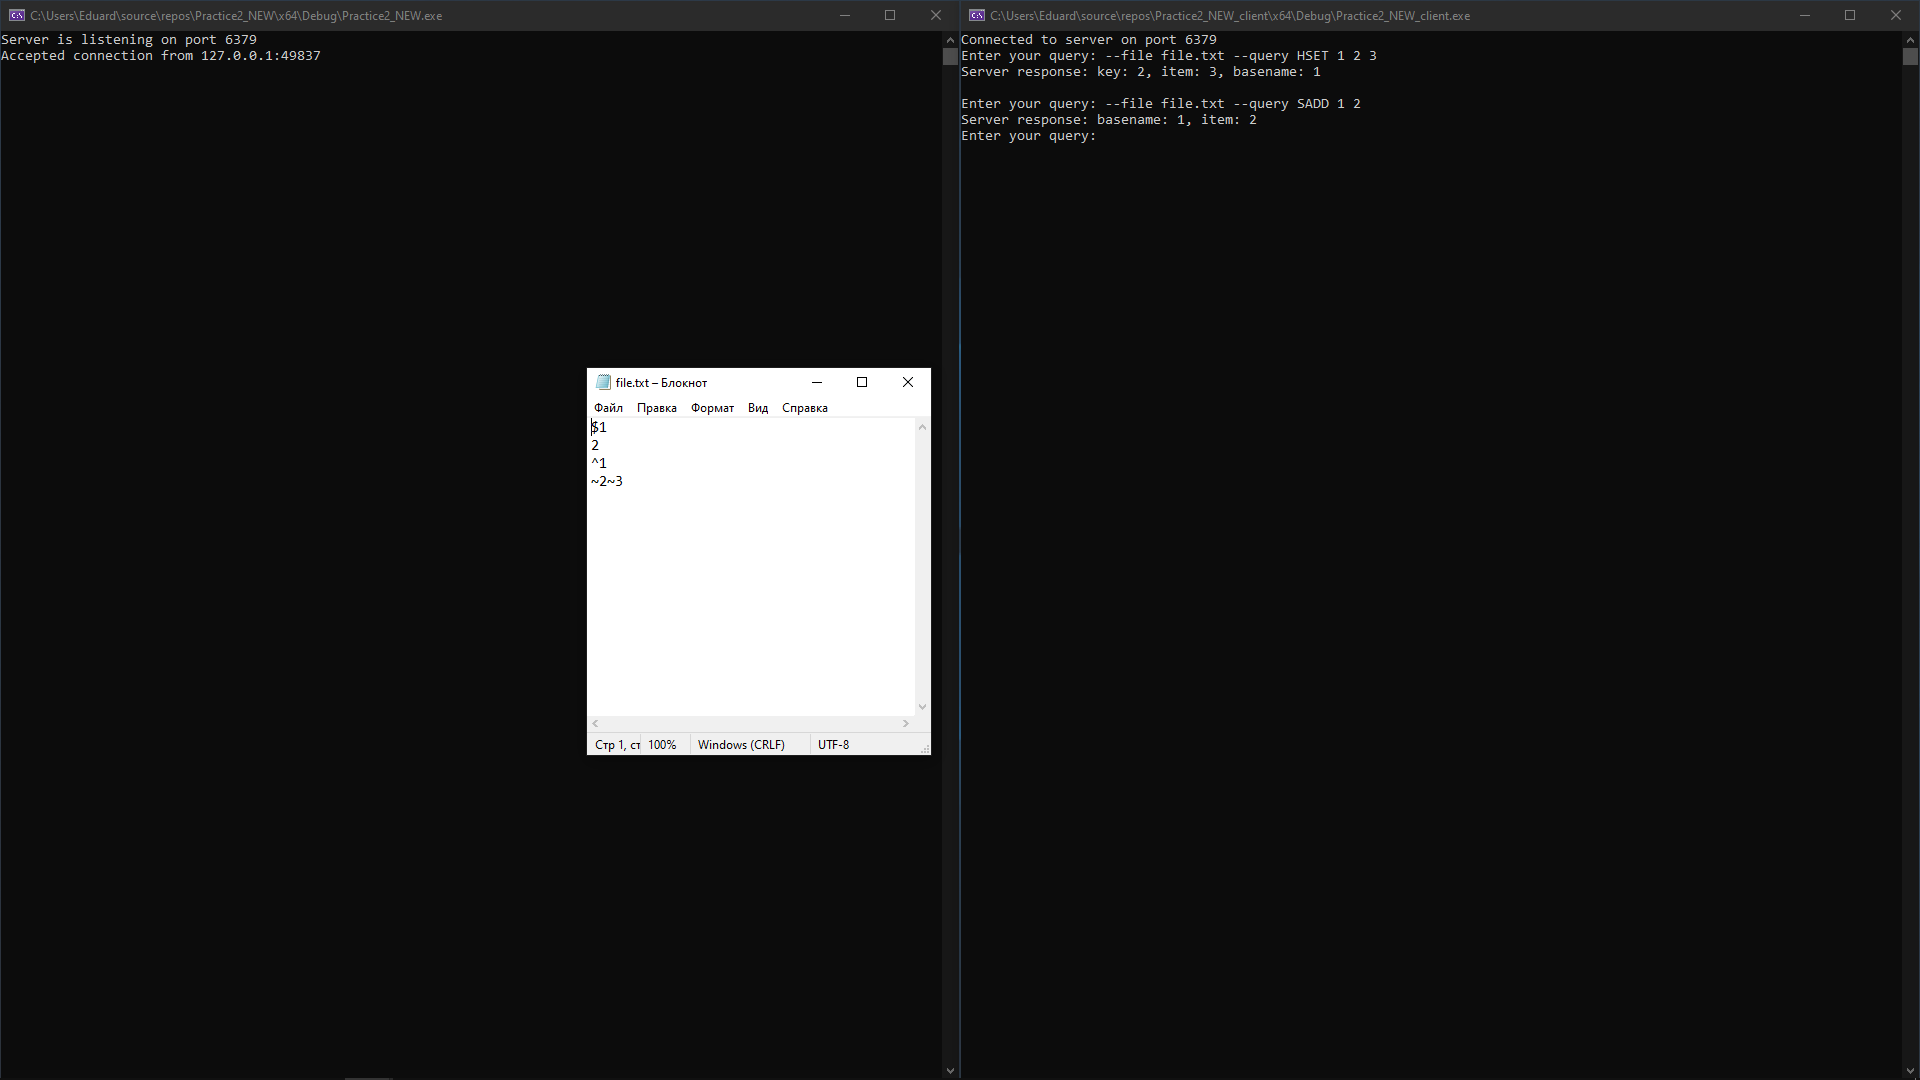 C:\Users\Eduard\source\repos\Practice2_NEW\x64\Debug\Practice2_NEW.exe
Server is listening on port 6379
Accepted connection from 127.0.0.1:49837
C:\Users\Eduard\source\repos\Practice2_NEW_client\x64\Debug\Practice2_NEW_client.exe
Connected to server on port 6379
Enter your query: --file file.txt --query HSET 1 2 3
Server response: key: 2, item: 3, basename: 1
Enter your query: --file file.txt --query SADD 1 2
Server response: basename: 1, item: 2
Enter your query:
file.txt – Блокнот
Файл Правка Формат Вид Справка
$1
2
^1
~2~3
Стр 1, ст 100% Windows (CRLF) UTF-8